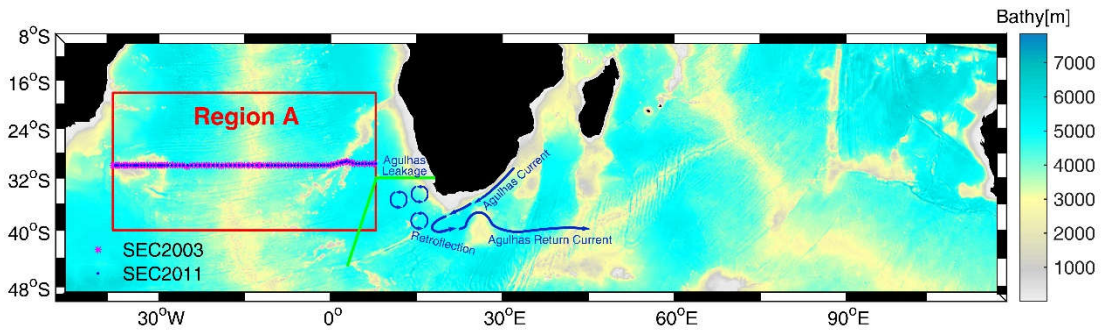 Bathy[m]
8°S
16°S
24°S
32°S
40°S
48°S
Region A
Agulhas
Leakage
Agulhas Current
Retroflection
Agulhas Return Current
SEC2003
SEC2011
30°W
0°
30°E
60°E
90°E
7000
6000
5000
4000
3000
2000
1000